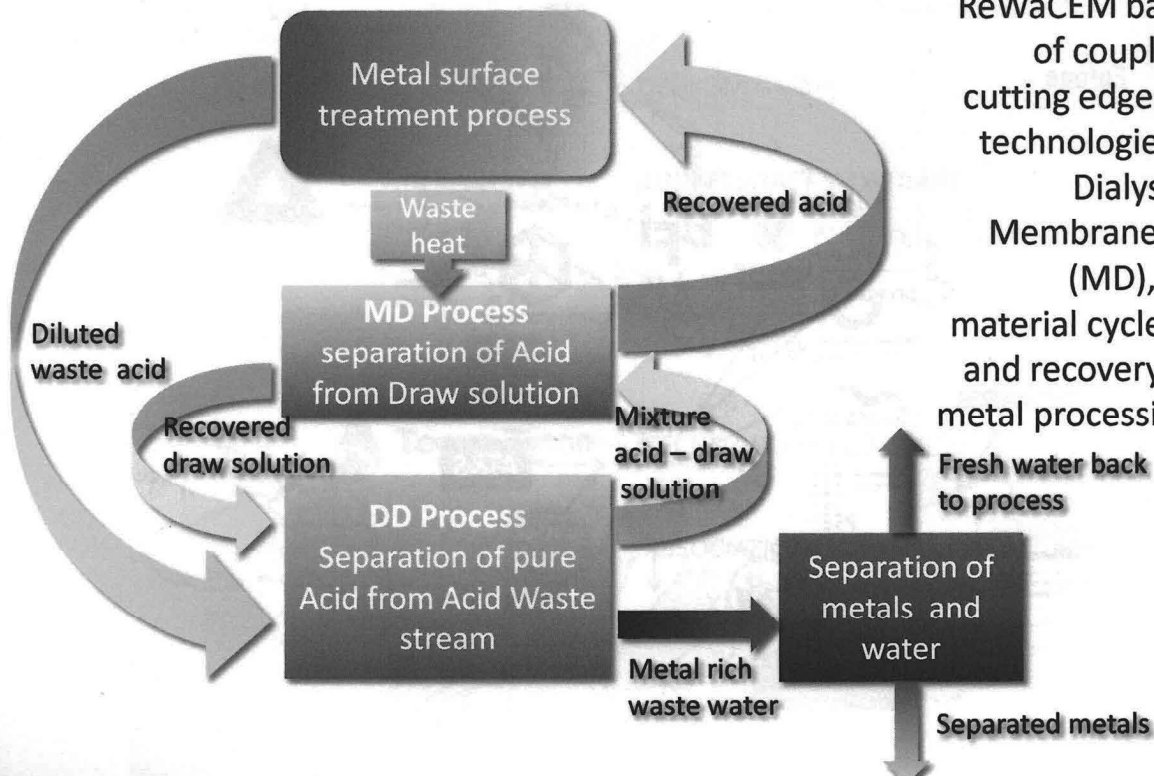 Metal surface
treatment process
Waste
heat
Recovered acid
MD Process
separation of Acid
from Draw solution
Diluted
waste acid
Recovered
draw solution
Mixture
acid – draw
solution
DD Process
Separation of pure
Acid from Acid Waste
stream
Metal rich
waste water
Separation of
metals and
water
Fresh water back
to process
Separated metals
ReWaCEM ba
of coupl
cutting edge
technologie
Dialys
Membrane
(MD),
material cycle
and recovery
metal processi